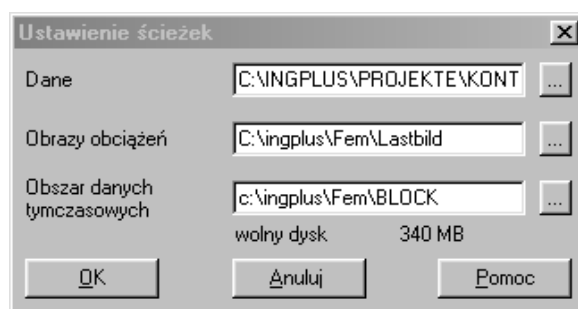 Ustawienie ścieżek
Dane C:\INGPLUS\PROJEKTE\KONT ...
Obrazy obciążeń C:\ingplus\Fem\Lastbild ...
Obszar danych
tymczasowych c:\ingplus\Fem\BLOCK ...
wolny dysk 340 MB
OK Anuluj Pomoc